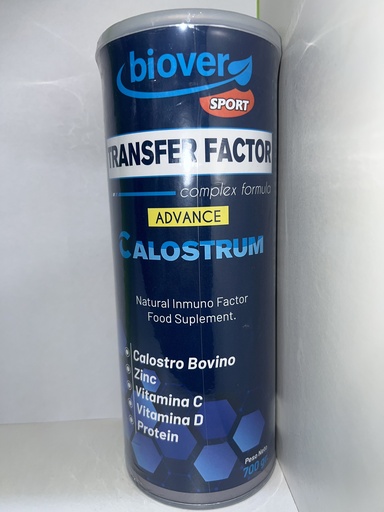 biover
SPORT
TRANSFER FACTOR
complex formula
ADVANCE
CALOSTRUM
Natural Inmuno Factor
Food Suplement.
Calostro Bovino
Zinc
Vitamina C
Vitamina D
Protein
Peso Neto
700 gr